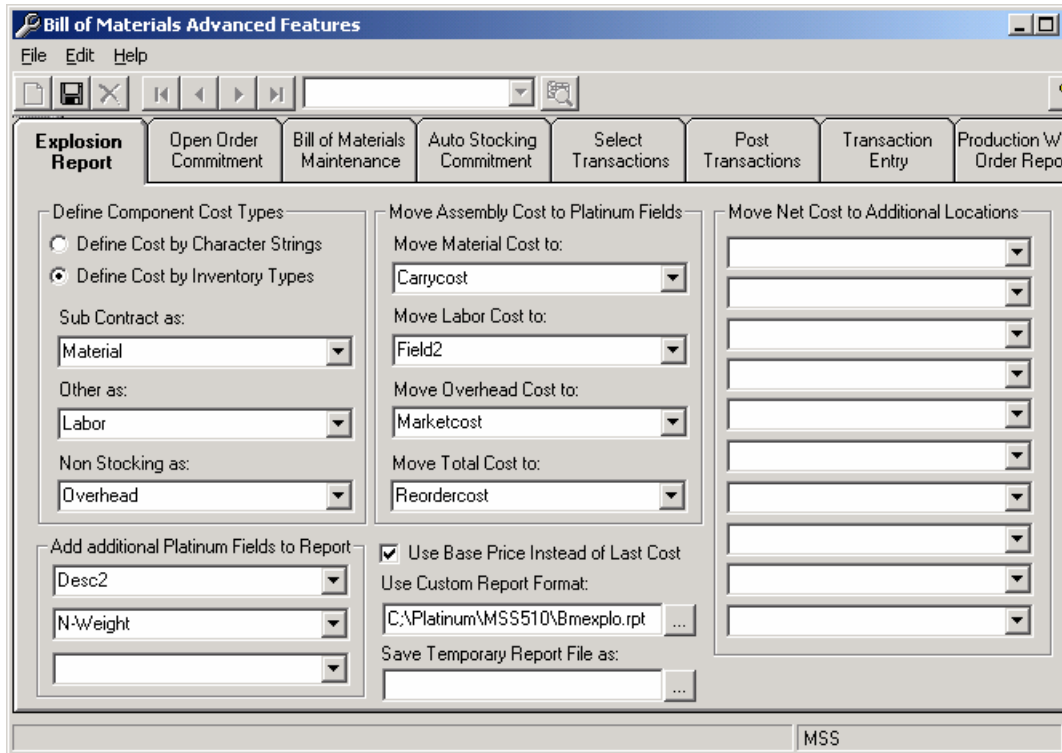 Bill of Materials Advanced Features
File Edit Help
Explosion Report
Open Order Commitment
Bill of Materials Maintenance
Auto Stocking Commitment
Select Transactions
Post Transactions
Transaction Entry
Production W
Order Repo
Define Component Cost Types
Define Cost by Character Strings
Define Cost by Inventory Types
Sub Contract as:
Material
Other as:
Labor
Non Stocking as:
Overhead
Move Assembly Cost to Platinum Fields
Move Material Cost to:
Carrycost
Move Labor Cost to:
Field2
Move Overhead Cost to:
Marketcost
Move Total Cost to:
Reordercost
Move Net Cost to Additional Locations
Add additional Platinum Fields to Report
Desc2
N-Weight
Use Base Price Instead of Last Cost
Use Custom Report Format:
C;\Platinum\MSS510\Bmexplo.rpt ...
Save Temporary Report File as:
...
MSS